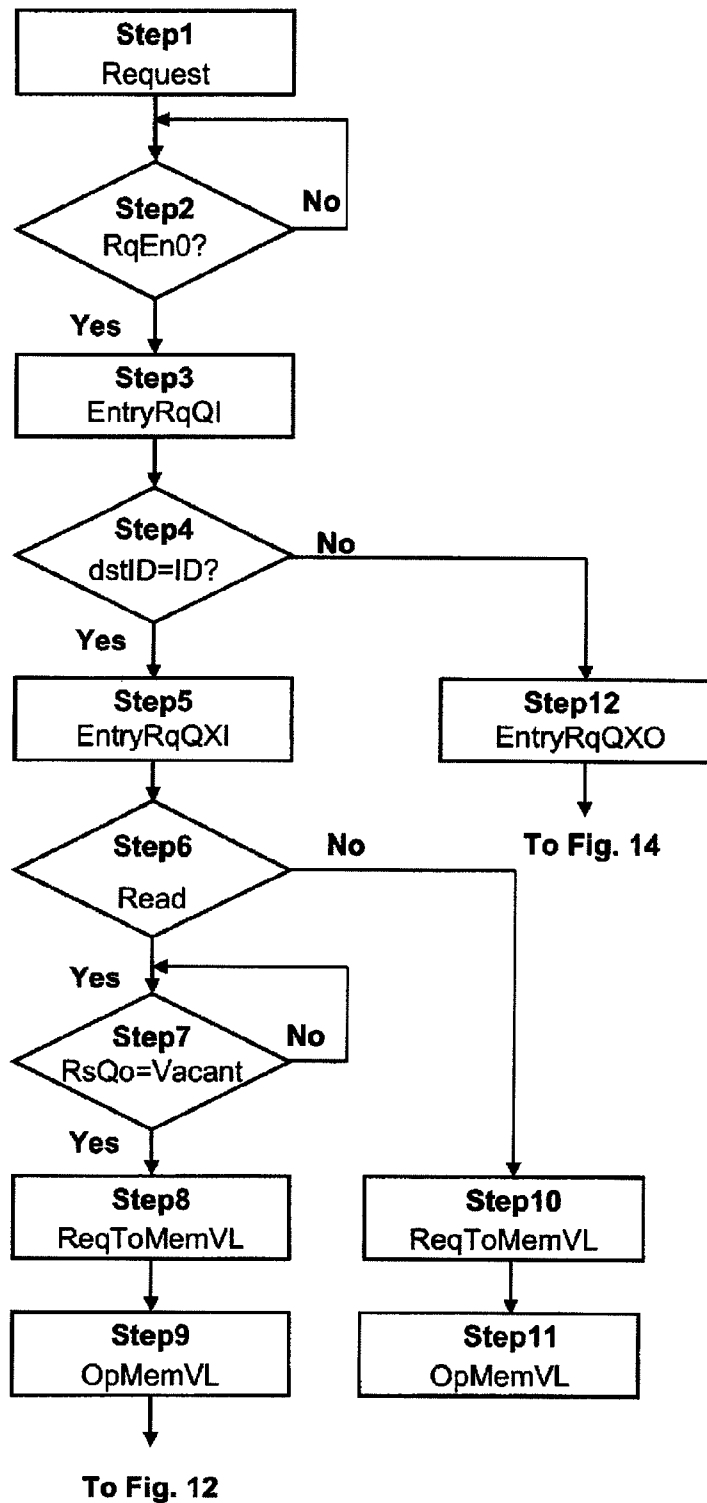 Step1
Request
Step2
RqEn0?
No
Yes
Step3
EntryRqQI
Step4
dstID=ID?
No
Yes
Step5
EntryRqQXI
Step12
EntryRqQXO
To Fig. 14
Step6
Read
No
Yes
Step7
RsQo=Vacant
No
Yes
Step8
ReqToMemVL
Step10
ReqToMemVL
Step9
OpMemVL
Step11
OpMemVL
To Fig. 12